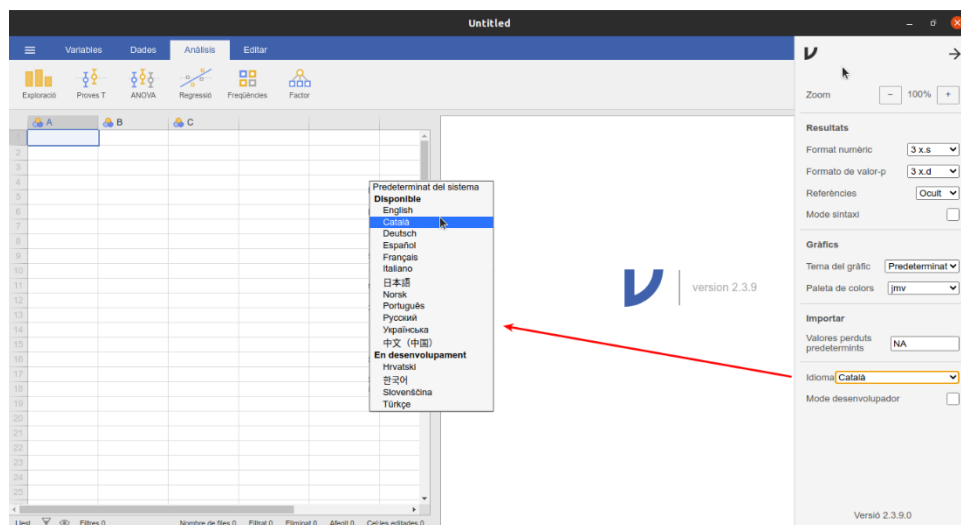 Untitled
Variables Dades Anàlisis Editar
Exploració Proves T ANOVA Regressió Freqüències Factor
A B C
1
2
3
4
5
6
7
8
9
10
11
12
13
14
15
16
17
18
19
20
21
22
23
24
25
Predeterminat del sistema
Disponible
English
Català
Deutsch
Español
Français
Italiano
日本語
Norsk
Português
Русский
Українська
中文（中国）
En desenvolupament
Hrvatski
한국어
Slovenščina
Türkçe
version 2.3.9
Zoom - 100% +
Resultats
Format numèric 3 x.s
Formato de valor-p 3 x.d
Referències Ocult
Mode sintaxi
Gràfics
Tema del gràfic Predeterminat
Paleta de colors jmv
Importar
Valores perduts
predetermints NA
Idioma Català
Mode desenvolupador
Versió 2.3.9.0
Llest Filtres 0 Nombre de files 0 Filtrat 0 Eliminat 0 Afegit 0 Cel·les editades 0